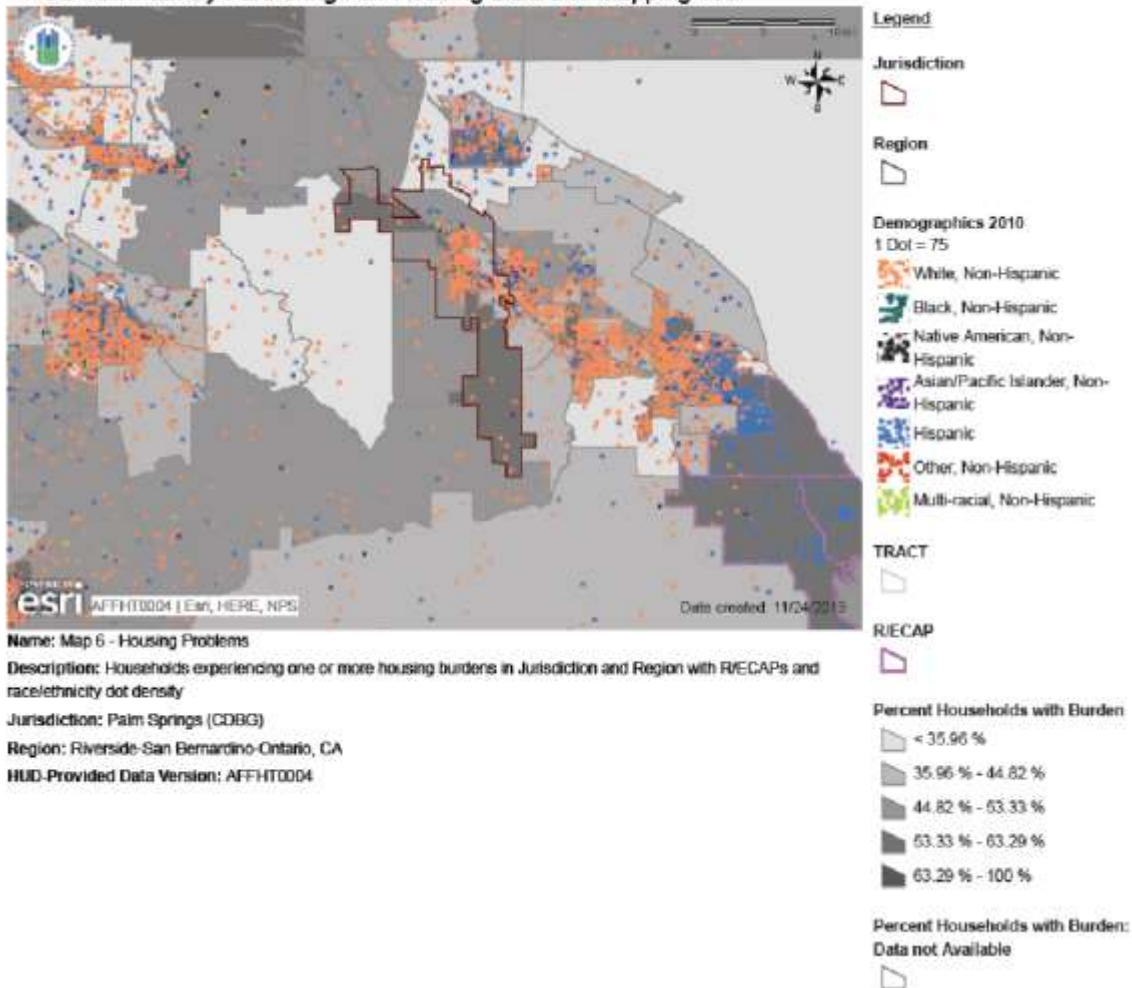 Legend
Jurisdiction
Region
Demographics 2010
1 Dot = 75
White, Non-Hispanic
Black, Non-Hispanic
Native American, Non-
Hispanic
Asian/Pacific Islander, Non-
Hispanic
Hispanic
Other, Non-Hispanic
Multi-racial, Non-Hispanic
TRACT
R/ECAP
Percent Households with Burden
< 35.96 %
35.96 % - 44.82 %
44.82 % - 53.33 %
53.33 % - 63.29 %
63.29 % - 100 %
Percent Households with Burden:
Data not Available
N
W
E
S
esri
AFFHT0004 | Esri, HERE, NPS
Date created: 11/24/
Name: Map 6 - Housing Problems
Description: Households experiencing one or more housing burdens in Jurisdiction and Region with R/ECAPs and
race/ethnicity dot density
Jurisdiction: Palm Springs (CDBG)
Region: Riverside-San Bernardino-Ontario, CA
HUD-Provided Data Version: AFFHT0004